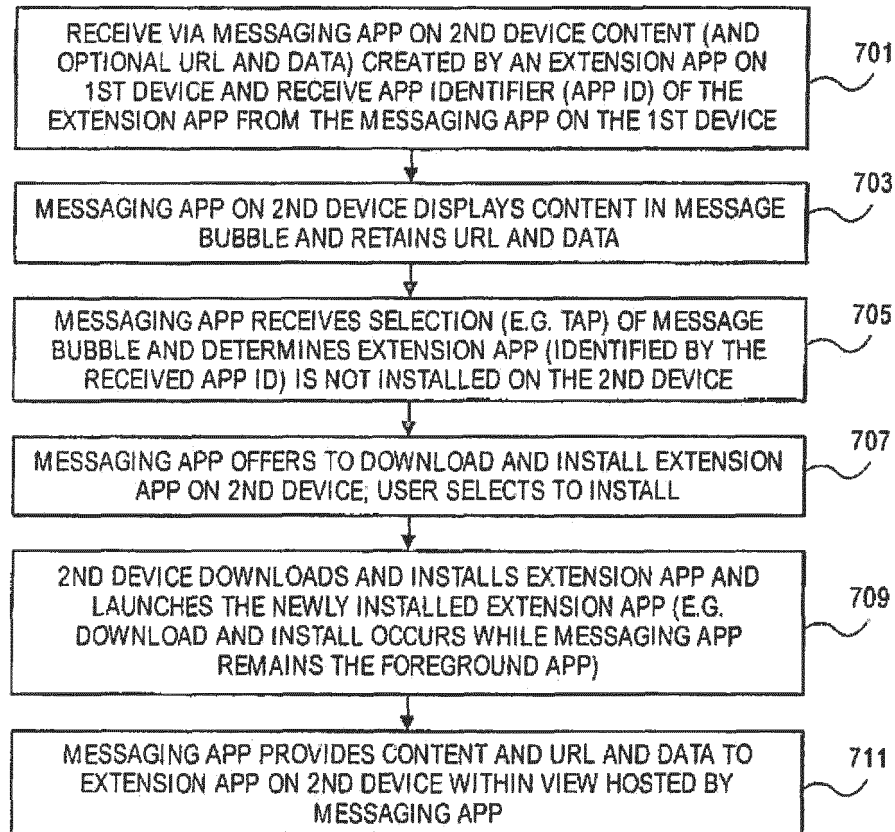 RECEIVE VIA MESSAGING APP ON 2ND DEVICE CONTENT (AND
OPTIONAL URL AND DATA) CREATED BY AN EXTENSION APP ON
1ST DEVICE AND RECEIVE APP IDENTIFIER (APP ID) OF THE
EXTENSION APP FROM THE MESSAGING APP ON THE 1ST DEVICE
701
MESSAGING APP ON 2ND DEVICE DISPLAYS CONTENT IN MESSAGE
BUBBLE AND RETAINS URL AND DATA
703
MESSAGING APP RECEIVES SELECTION (E.G. TAP) OF MESSAGE
BUBBLE AND DETERMINES EXTENSION APP (IDENTIFIED BY THE
RECEIVED APP ID) IS NOT INSTALLED ON THE 2ND DEVICE
705
MESSAGING APP OFFERS TO DOWNLOAD AND INSTALL EXTENSION
APP ON 2ND DEVICE; USER SELECTS TO INSTALL
707
2ND DEVICE DOWNLOADS AND INSTALLS EXTENSION APP AND
LAUNCHES THE NEWLY INSTALLED EXTENSION APP (E.G.
DOWNLOAD AND INSTALL OCCURS WHILE MESSAGING APP
REMAINS THE FOREGROUND APP)
709
MESSAGING APP PROVIDES CONTENT AND URL AND DATA TO
EXTENSION APP ON 2ND DEVICE WITHIN VIEW HOSTED BY
MESSAGING APP
711